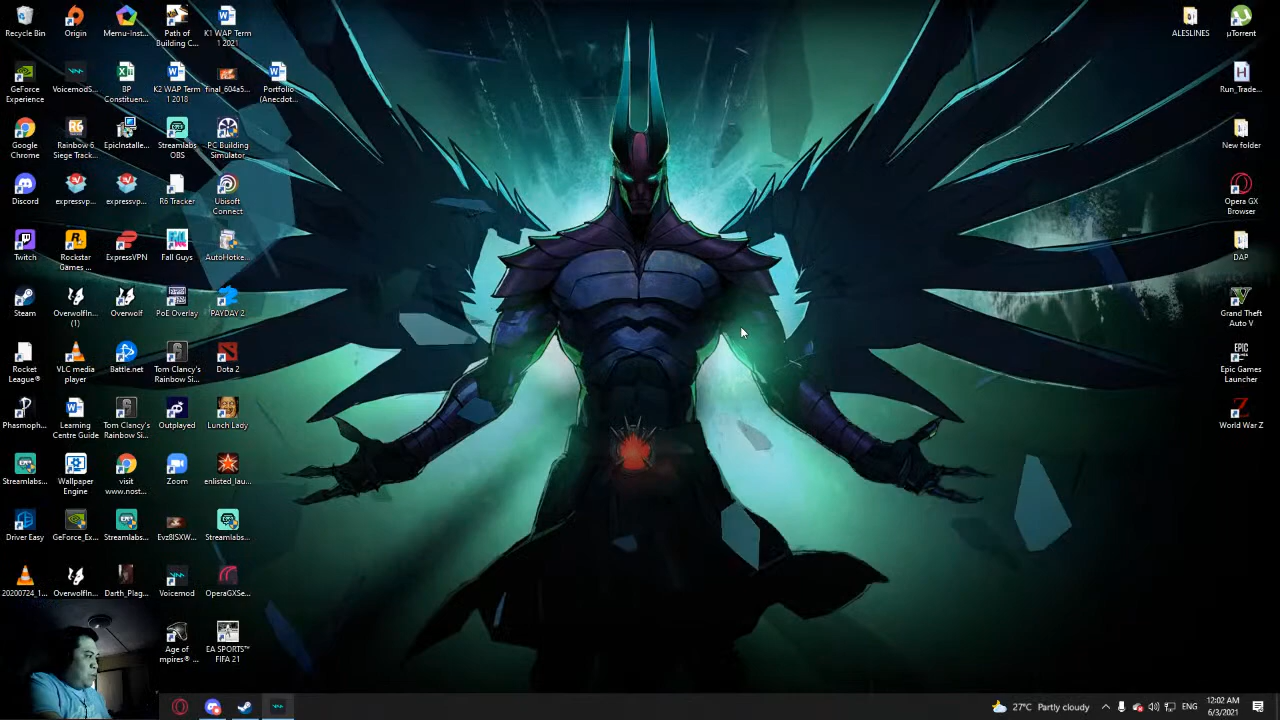 Recycle Bin
Origin
Memu-Inst...
Path of
Building C...
K1 WAP Term
1 2021
GeForce
Experience
VoicemodS...
BP
Constituen...
K2 WAP Term
1 2018
final_604a5...
Portfolio
(Anecdot...
Google
Chrome
Rainbow 6
Siege Track...
EpicInstalle...
Streamlabs
OBS
PC Building
Simulator
Discord
expressvp...
expressvp...
R6 Tracker
Ubisoft
Connect
Twitch
Rockstar
Games ...
ExpressVPN
Fall Guys
AutoHotke...
Steam
OverwolfIn...
(1)
Overwolf
PoE Overlay
PAYDAY 2
Rocket
League®
VLC media
player
Battle.net
Tom Clancy's
Rainbow Si...
Dota 2
Phasmoph...
Learning
Centre Guide
Tom Clancy's
Rainbow Si...
Outplayed
Lunch Lady
Streamlabs...
Wallpaper
Engine
visit
www.nost...
Zoom
enlisted_lau...
Driver Easy
GeForce_Ex...
Streamlabs...
Evz8ISXW...
Streamlabs...
20200724_1...
OverwolfIn...
Darth_Plag...
Voicemod
OperaGXSe...
Age of
mpires® ...
EA SPORTS™
FIFA 21
ALESLINES
µTorrent
Run_Trade...
New folder
Opera GX
Browser
DAP
Grand Theft
Auto V
EPIC
GAMES
Epic Games
Launcher
World War Z
27°C Partly cloudy
ENG
12:02 AM
6/3/2021